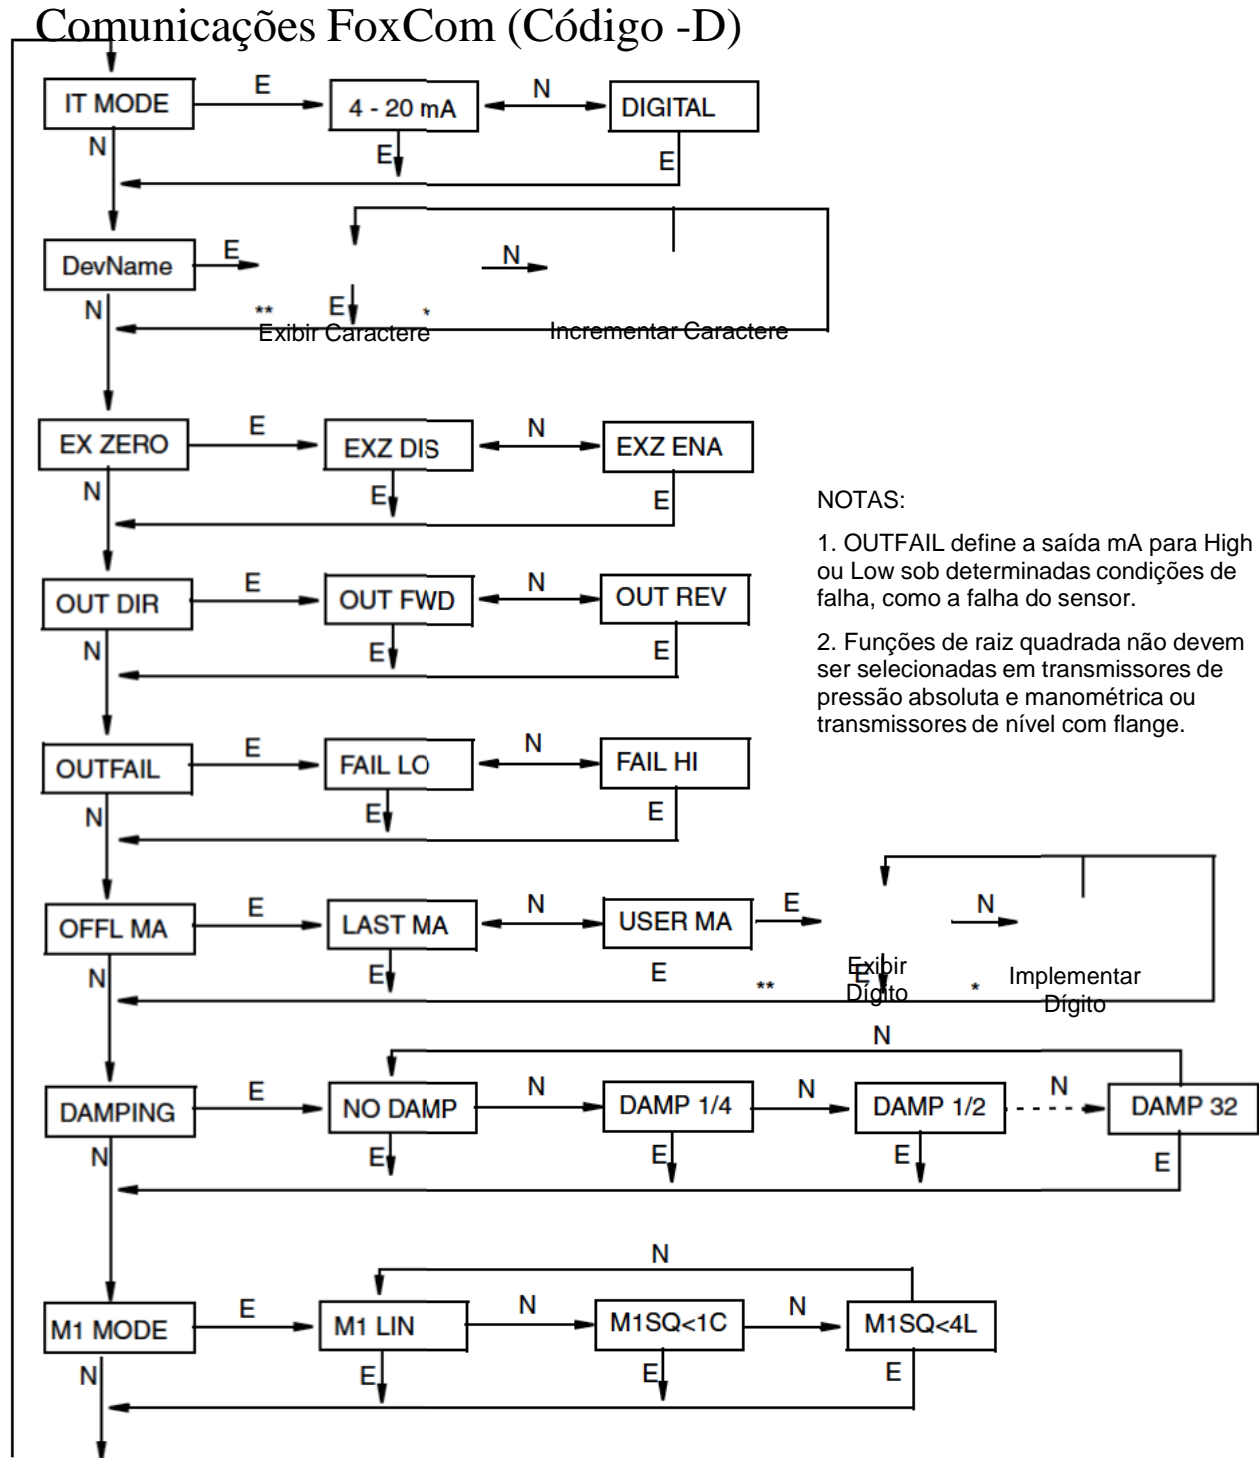 Comunicações FoxCom (Código -D)
IT MODE
E
4 - 20 mA
N
DIGITAL
N
E
E
DevName
E
N
N
**
E
*
Exibir Caractere
Incrementar Caractere
EX ZERO
E
EXZ DIS
N
EXZ ENA
N
E
E
NOTAS:
1. OUTFAIL define a saída mA para High
ou Low sob determinadas condições de
falha, como a falha do sensor.
2. Funções de raiz quadrada não devem
ser selecionadas em transmissores de
pressão absoluta e manométrica ou
transmissores de nível com flange.
OUT DIR
E
OUT FWD
N
OUT REV
N
E
E
OUTFAIL
E
FAIL LO
N
FAIL HI
N
E
E
OFFL MA
E
LAST MA
N
USER MA
E
N
N
E
E
**
E
Exibir
Dígito
*
Implementar
Dígito
N
DAMPING
E
NO DAMP
N
DAMP 1/4
N
DAMP 1/2
N
DAMP 32
N
E
E
E
E
N
M1 MODE
E
M1 LIN
N
M1SQ<1C
N
M1SQ<4L
N
E
E
E